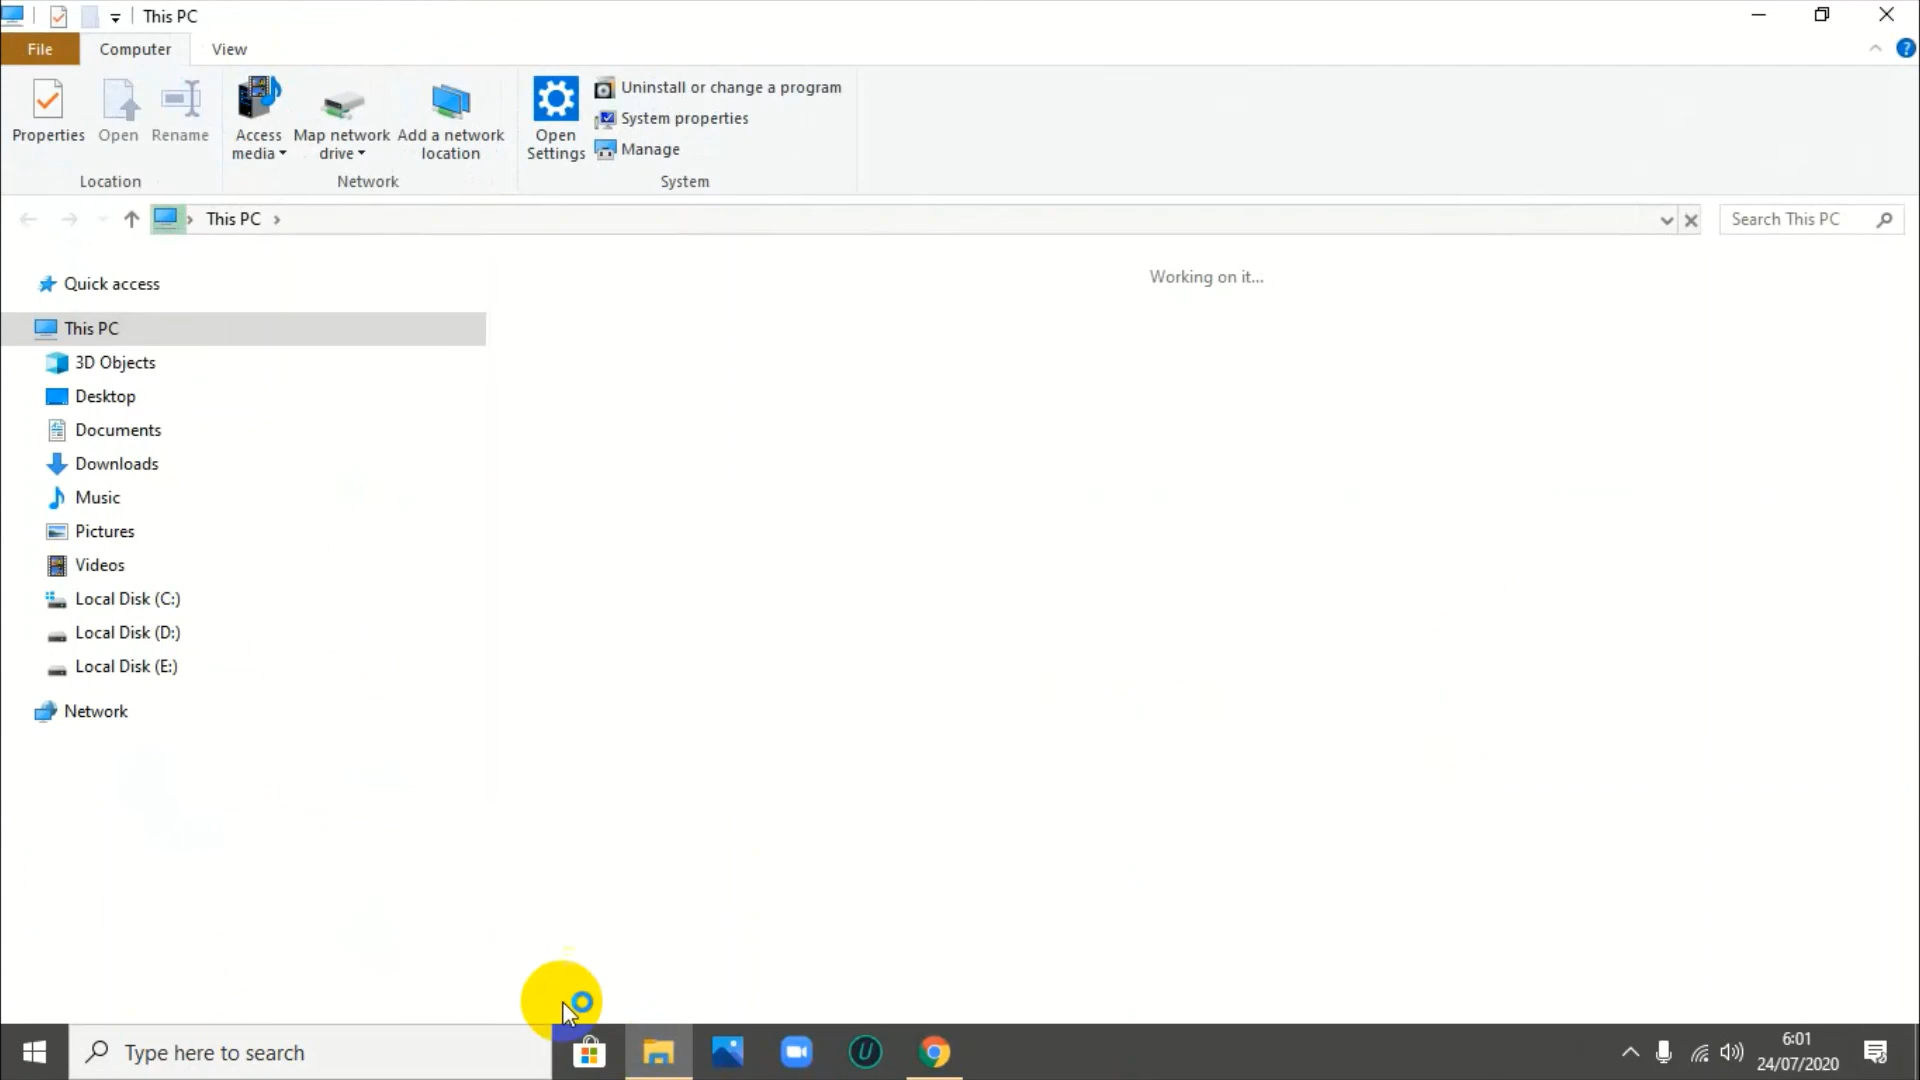 This PC
File
Computer
View
Properties
Open
Rename
Access media
Map network drive
Add a network location
Open Settings
Uninstall or change a program
System properties
Manage
Location
Network
System
This PC
Search This PC
Quick access
Working on it...
This PC
3D Objects
Desktop
Documents
Downloads
Music
Pictures
Videos
Local Disk (C:)
Local Disk (D:)
Local Disk (E:)
Network
Type here to search
U
6:01
24/07/2020